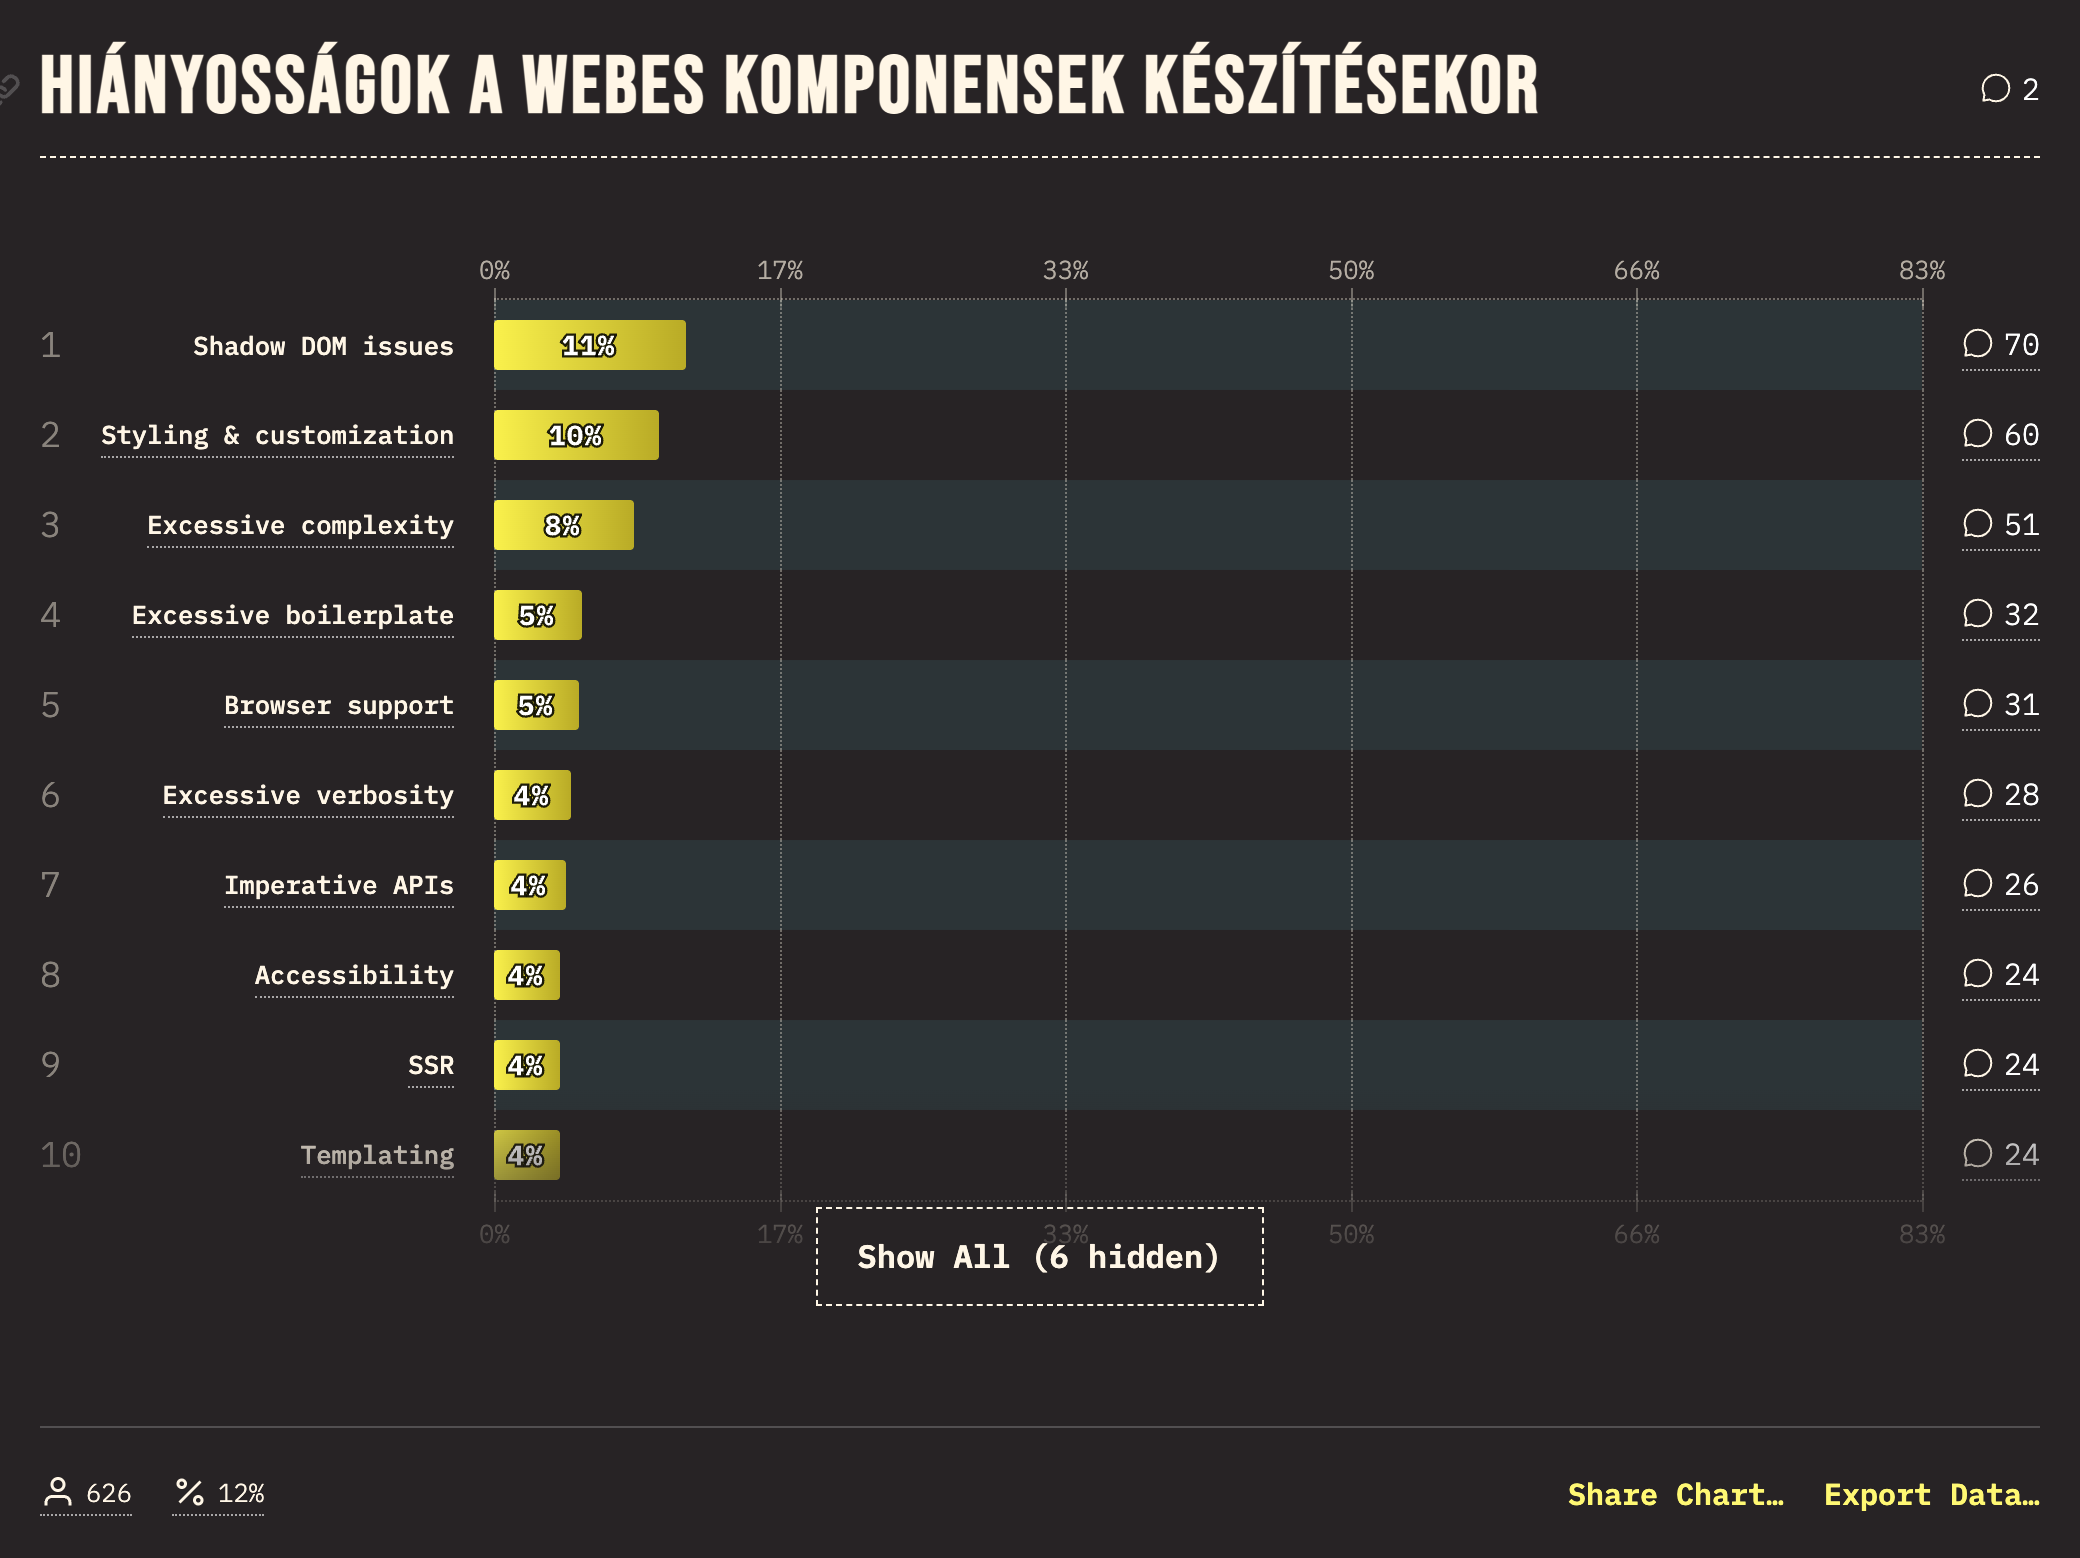 HIÁNYOSSÁGOK A WEBES KOMPONENSEK KÉSZÍTÉSEKOR 2
0% 17% 33% 50% 66% 83%
1 Shadow DOM issues 11% 70
2 Styling & customization 10% 60
3 Excessive complexity 8% 51
4 Excessive boilerplate 5% 32
5 Browser support 5% 31
6 Excessive verbosity 4% 28
7 Imperative APIs 4% 26
8 Accessibility 4% 24
9 SSR 4% 24
10 Templating 4% 24
0% 17% 33% 50% 66% 83%
Show All (6 hidden)
626 % 12% Share Chart… Export Data…